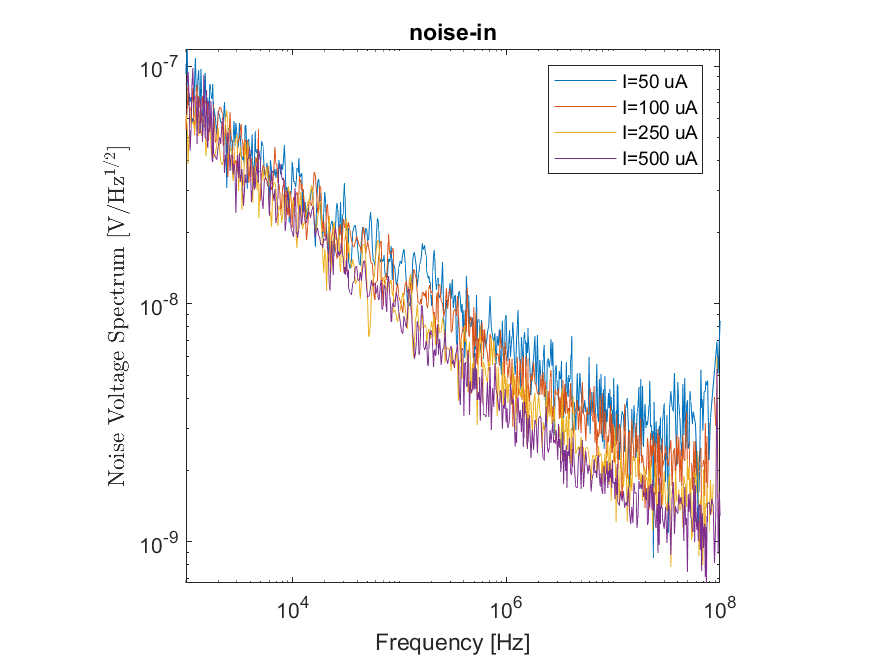 noise-in
10^-7
10^-8
10^-9
Noise Voltage Spectrum [V/Hz^1/2]
I=50 uA
I=100 uA
I=250 uA
I=500 uA
10^4
10^6
10^8
Frequency [Hz]